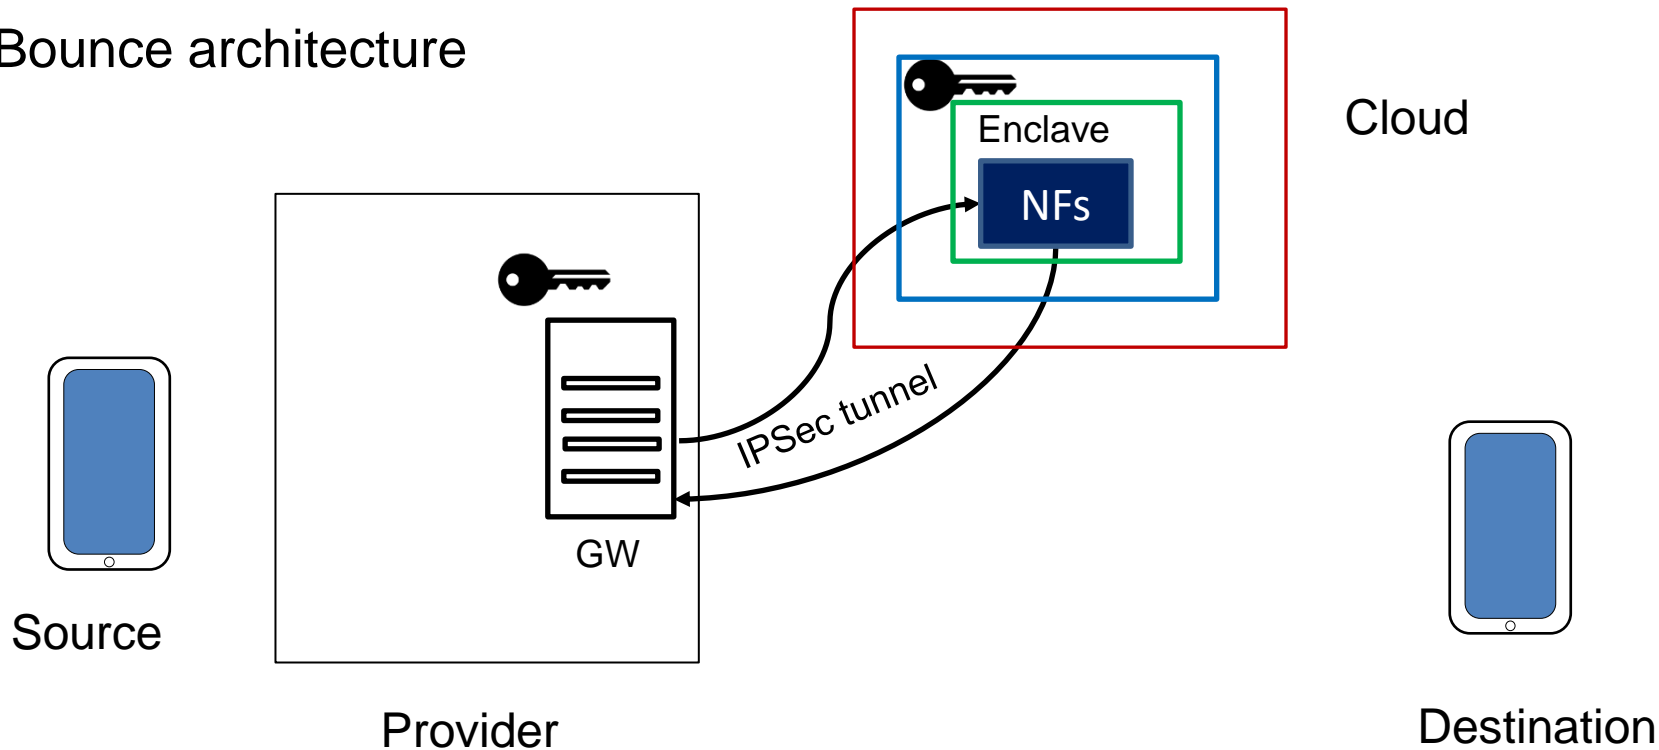 Bounce architecture
Cloud
Enclave
NFs
IPSec tunnel
GW
Source
Provider
Destination